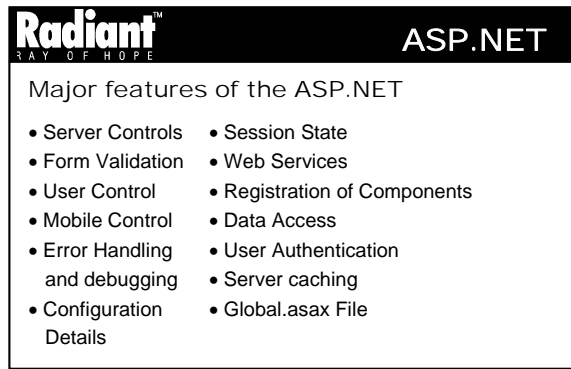 Radiant™
RAY OF HOPE
ASP.NET
Major features of the ASP.NET
• Server Controls
• Form Validation
• User Control
• Mobile Control
• Error Handling
and debugging
• Configuration
Details
• Session State
• Web Services
• Registration of Components
• Data Access
• User Authentication
• Server caching
• Global.asax File